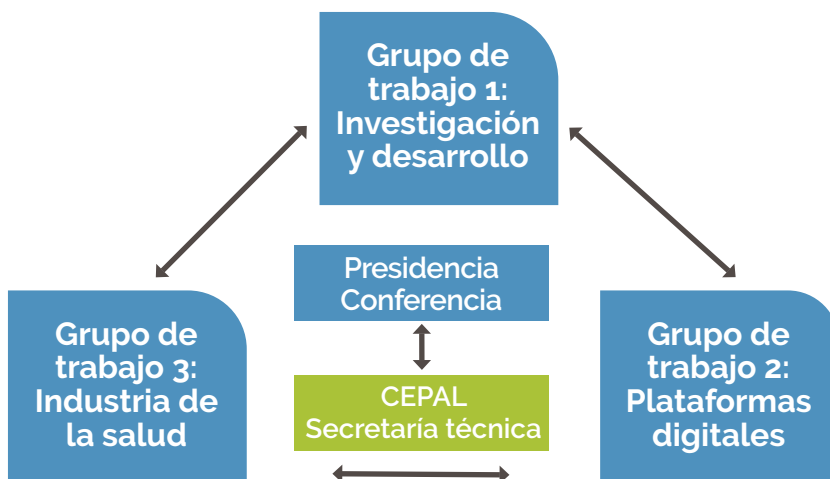 Grupo de
trabajo 1:
Investigación
y desarrollo
Presidencia
Conferencia
Grupo de
trabajo 3:
Industria de
la salud
CEPAL
Secretaría técnica
Grupo de
trabajo 2:
Plataformas
digitales